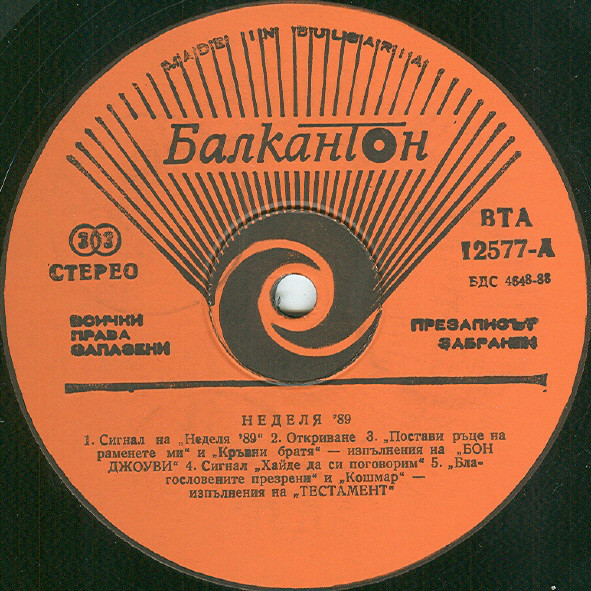 MADE IN BULGARIA
Балкантон
33
СТЕРЕО
ВТА
12577-А
БДС 4648-88
ВСИЧКИ
ПРАВА
ЗАПАЗЕНИ
ПРЕЗАПИСЪТ
ЗАБРАНЕН
НЕДЕЛЯ '89
1. Сигнал на „Неделя '89“ 2. Откриване 3. „Постави ръце на
раменете ми“ и „Кръвни братя“ — изпълнения на „БОН
ДЖОУВИ“ 4. Сигнал „Хайде да си поговорим“ 5. „Бла-
гословените презрени“ и „Кошмар“ —
изпълнения на „ТЕСТАМЕНТ“